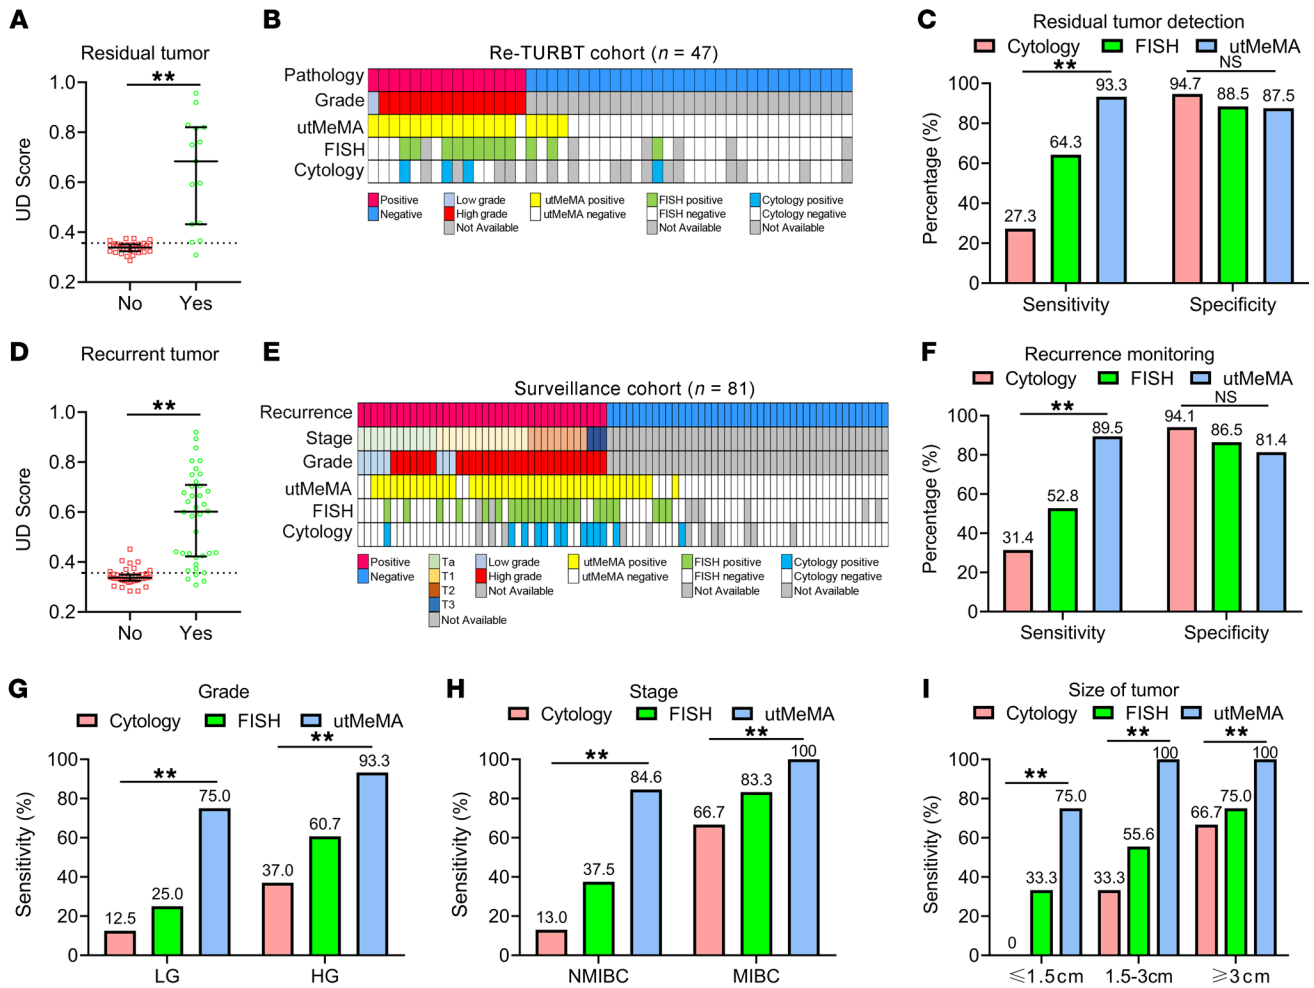 A
Residual tumor
**
UD Score
1.0
0.8
0.6
0.4
0.2
No Yes
B
Re-TURBT cohort (n = 47)
Pathology
Grade
utMeMA
FISH
Cytology
Positive
Negative
Low grade
High grade
Not Available
utMeMA positive
utMeMA negative
FISH positive
FISH negative
Not Available
Cytology positive
Cytology negative
Not Available
C
Residual tumor detection
Cytology FISH utMeMA
** NS
Percentage (%)
100
80
60
40
20
0
27.3 64.3 93.3 94.7 88.5 87.5
Sensitivity Specificity
D
Recurrent tumor
**
UD Score
1.0
0.8
0.6
0.4
0.2
No Yes
E
Surveillance cohort (n = 81)
Recurrence
Stage
Grade
utMeMA
FISH
Cytology
Positive
Negative
Ta
T1
T2
T3
Not Available
Low grade
High grade
Not Available
utMeMA positive
utMeMA negative
FISH positive
FISH negative
Not Available
Cytology positive
Cytology negative
Not Available
F
Recurrence monitoring
Cytology FISH utMeMA
** NS
Percentage (%)
100
80
60
40
20
0
31.4 52.8 89.5 94.1 86.5 81.4
Sensitivity Specificity
G
Grade
Cytology FISH utMeMA
** **
Sensitivity (%)
100
80
60
40
20
0
12.5 25.0 75.0 37.0 60.7 93.3
LG HG
H
Stage
Cytology FISH utMeMA
** **
Sensitivity (%)
100
80
60
40
20
0
13.0 37.5 84.6 66.7 83.3 100
NMIBC MIBC
I
Size of tumor
Cytology FISH utMeMA
** ** **
Sensitivity (%)
100
80
60
40
20
0
0 33.3 75.0 33.3 55.6 100 66.7 75.0 100
≤1.5cm 1.5-3cm ≥3cm